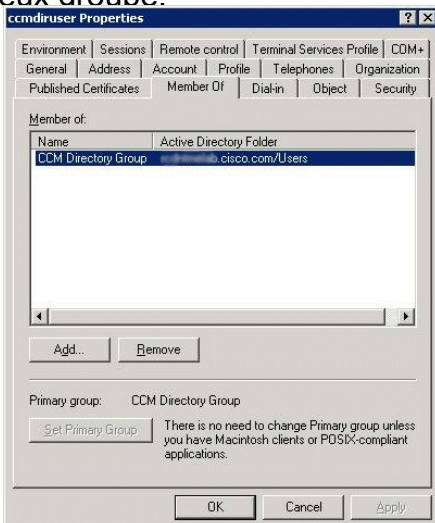 eux groupe.
ccmdiruser Properties
Environment Sessions Remote control Terminal Services Profile COM+
General Address Account Profile Telephones Organization
Published Certificates Member Of Dial-in Object Security
Member of:
Name Active Directory Folder
CCM Directory Group .cisco.com/Users
Add... Remove
Primary group: CCM Directory Group
Set Primary Group
There is no need to change Primary group unless
you have Macintosh clients or POSIX-compliant
applications.
OK Cancel Apply